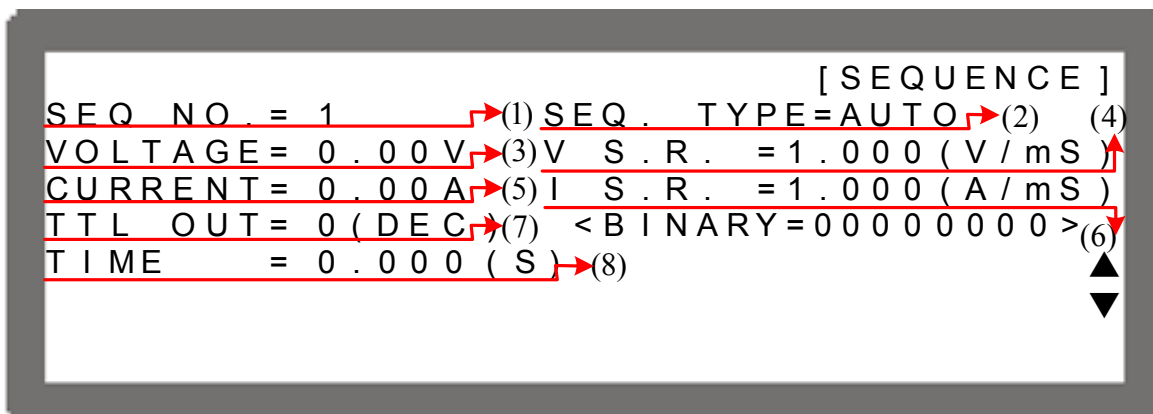 [SEQUENCE]
SEQ NO.= 1 (1) SEQ. TYPE=AUTO (2) (4)
VOLTAGE= 0.00V (3) V S.R. =1.000(V/mS)
CURRENT= 0.00A (5) I S.R. =1.000(A/mS)
TTL OUT= 0(DEC) (7) <BINARY=00000000> (6)
TIME = 0.000(S) (8)